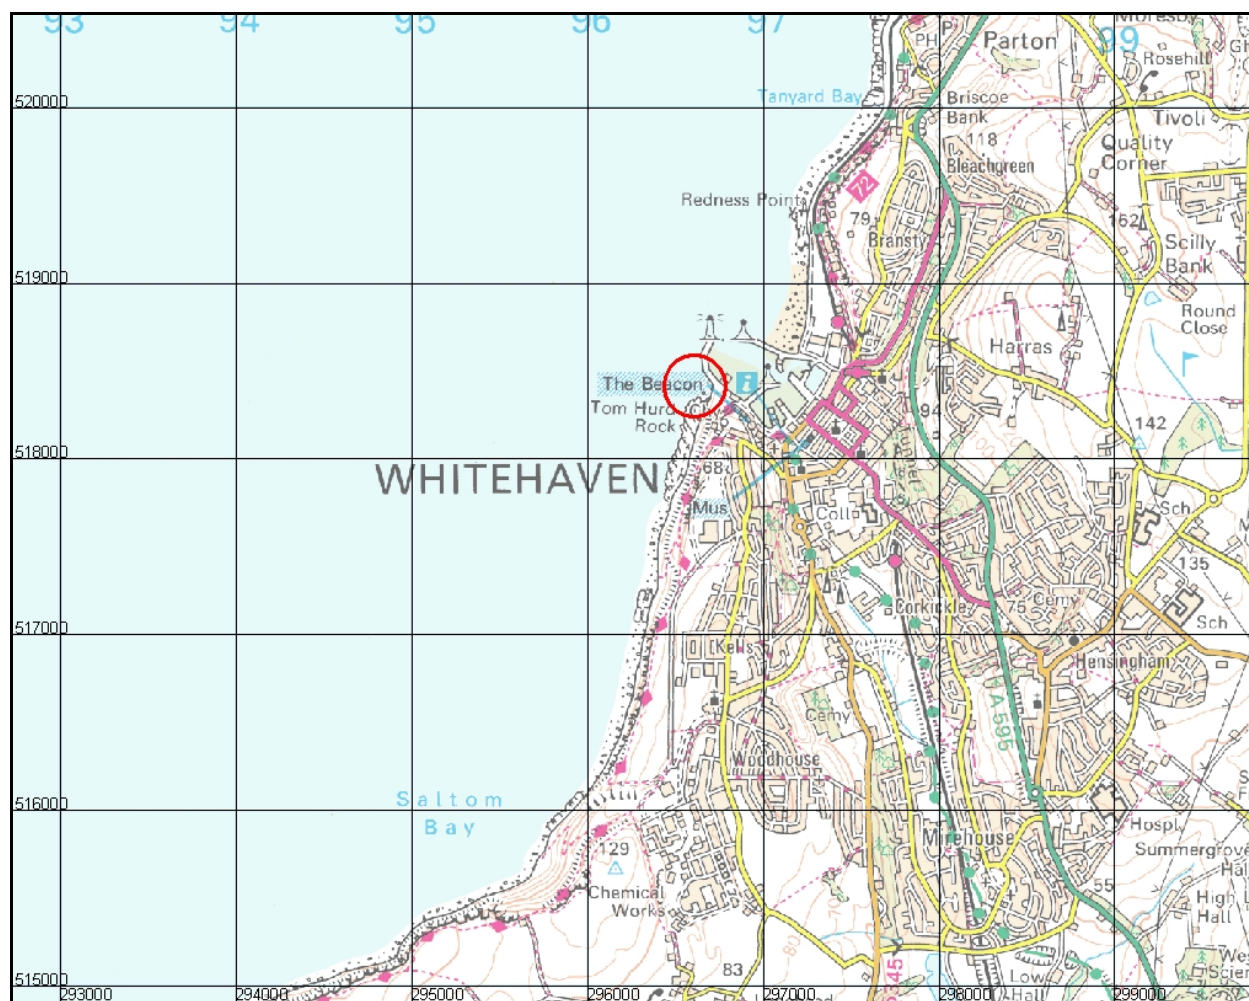 93
95
96
97
99
PH
P
Parton
Moresby
Rosehill
520000
Tanyard Bay
Briscoe
Bank
Tivoli
118
Quality
Corner
Bleachgreen
72
Redness Point
79
Bransty
162
Scilly
Bank
519000
Round
Close
Harras
The Beacon
i
Tom Hurd
Rock
94
142
518000
68
WHITEHAVEN
Tunnel
Mus
Coll
Sch
135
Corkickle
75
Cemy
Sch
517000
Kells
Hensingham
Cemy
A 595
Woodhouse
516000
Saltom
Bay
Mirehouse
Hospl
Summergrove
129
Chemical
Works
55
High
Hall
80
83
Low
Hall
515000
293000
294000
295000
296000
297000
298000
299000